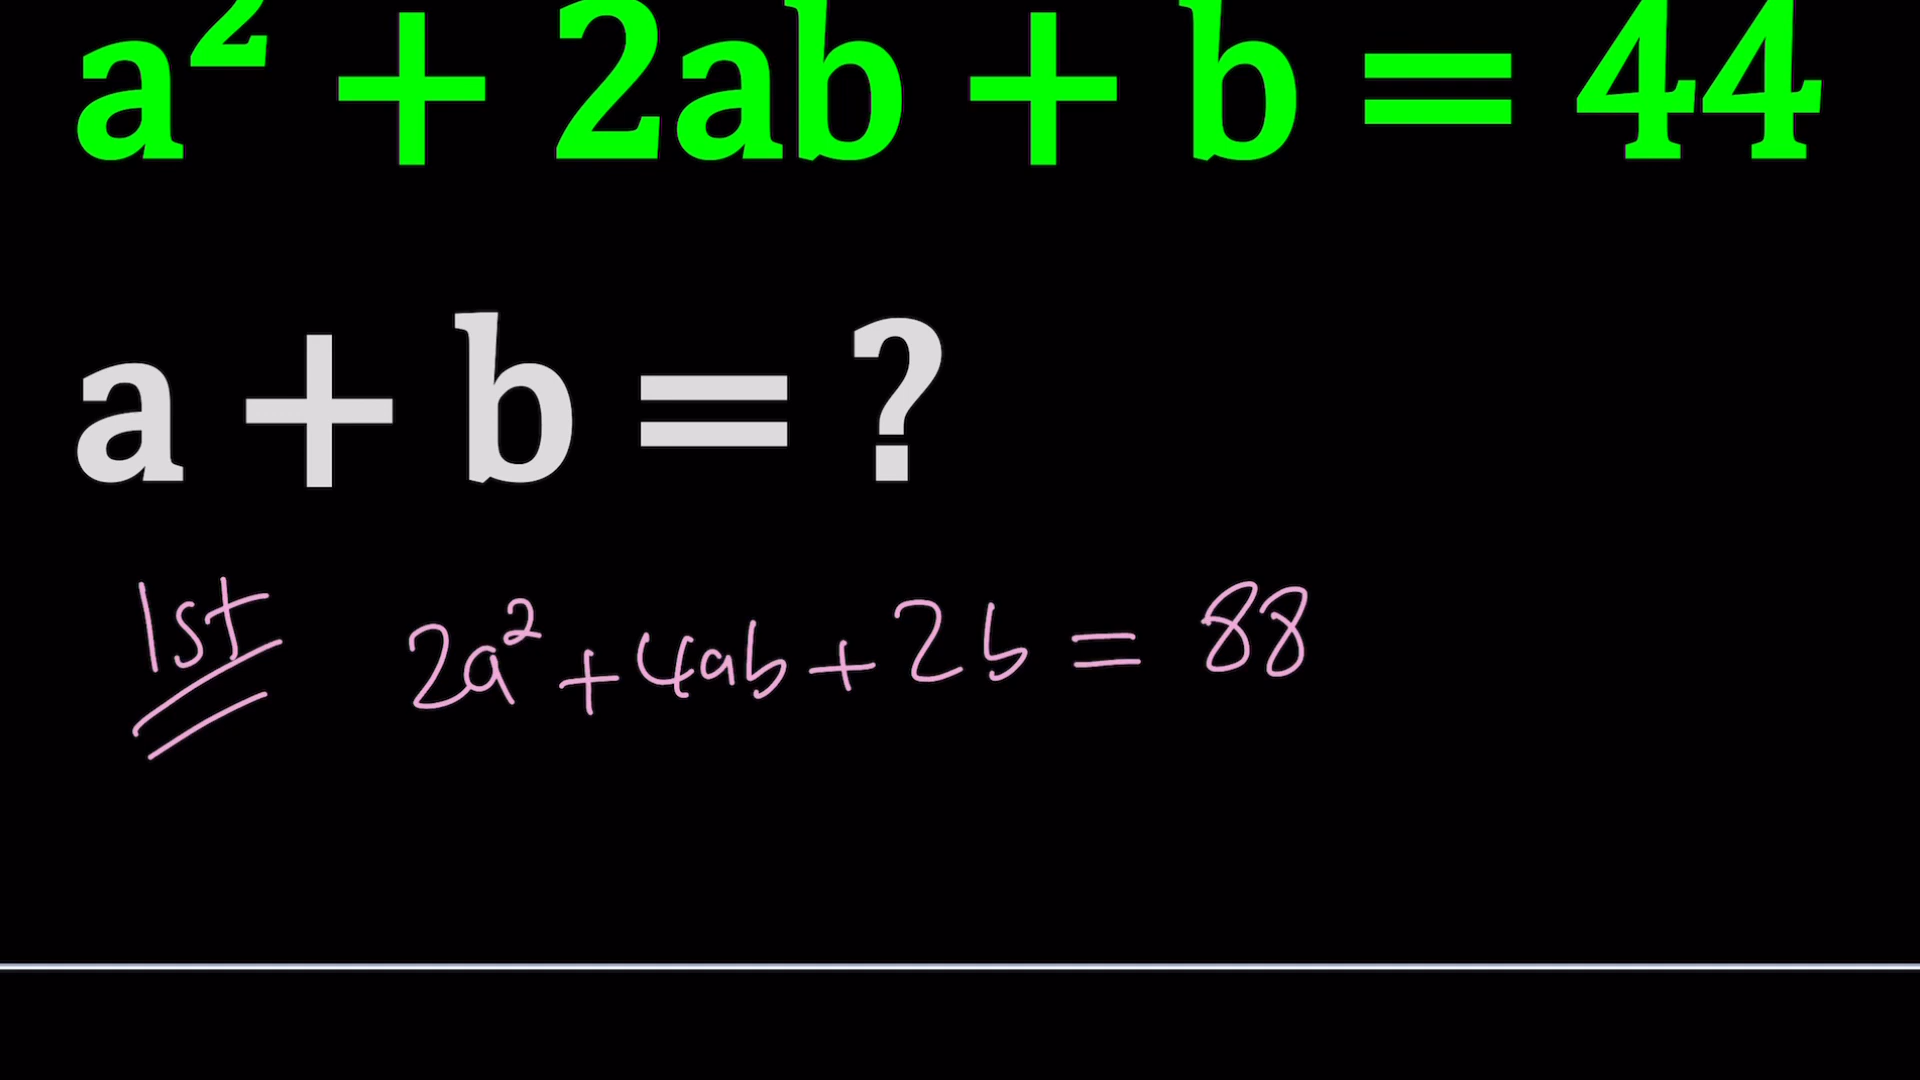 a² + 2ab + b = 44
a + b = ?
1st 2a² + 4ab + 2b = 88